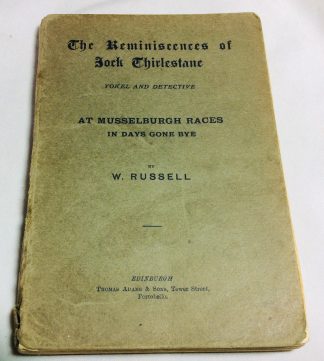 The Reminiscences of
Jock Thirlestane
YOKEL AND DETECTIVE
AT MUSSELBURGH RACES
IN DAYS GONE BYE
BY
W. RUSSELL
EDINBURGH
THOMAS ADAMS & SONS, Tower Street,
Portobello.